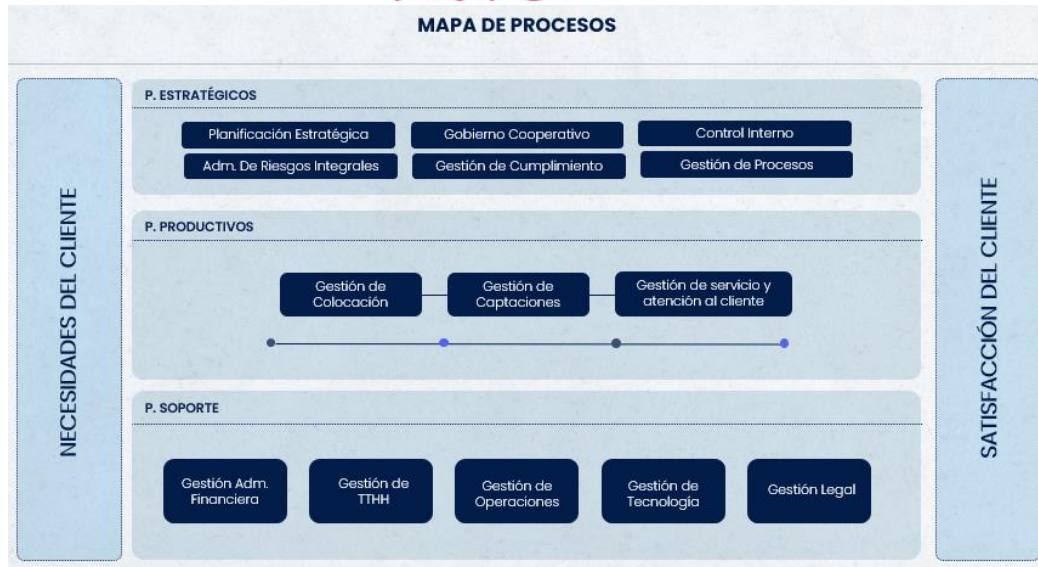 MAPA DE PROCESOS
NECESIDADES DEL CLIENTE
P. ESTRATÉGICOS
Planificación Estratégica
Gobierno Cooperativo
Control Interno
Adm. De Riesgos Integrales
Gestión de Cumplimiento
Gestión de Procesos
P. PRODUCTIVOS
Gestión de
Colocación
Gestión de
Captaciones
Gestión de servicio y
atención al cliente
P. SOPORTE
Gestión Adm.
Financiera
Gestión de
TTHH
Gestión de
Operaciones
Gestión de
Tecnología
Gestión Legal
SATISFACCIÓN DEL CLIENTE